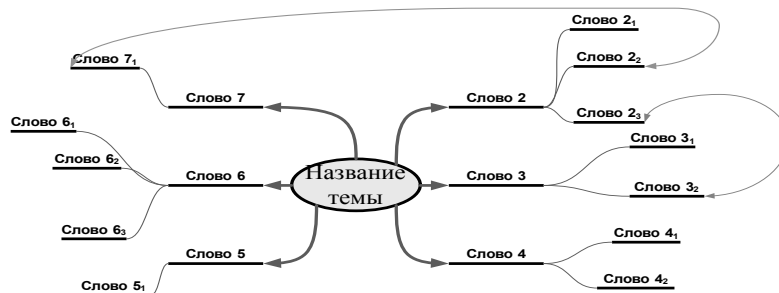 Слово 2₁
Слово 7₁
Слово 2₂
Слово 7
Слово 2
Слово 2₃
Слово 6₁
Слово 3₁
Слово 6₂
Название
темы
Слово 6
Слово 3
Слово 3₂
Слово 6₃
Слово 4₁
Слово 5
Слово 4
Слово 4₂
Слово 5₁